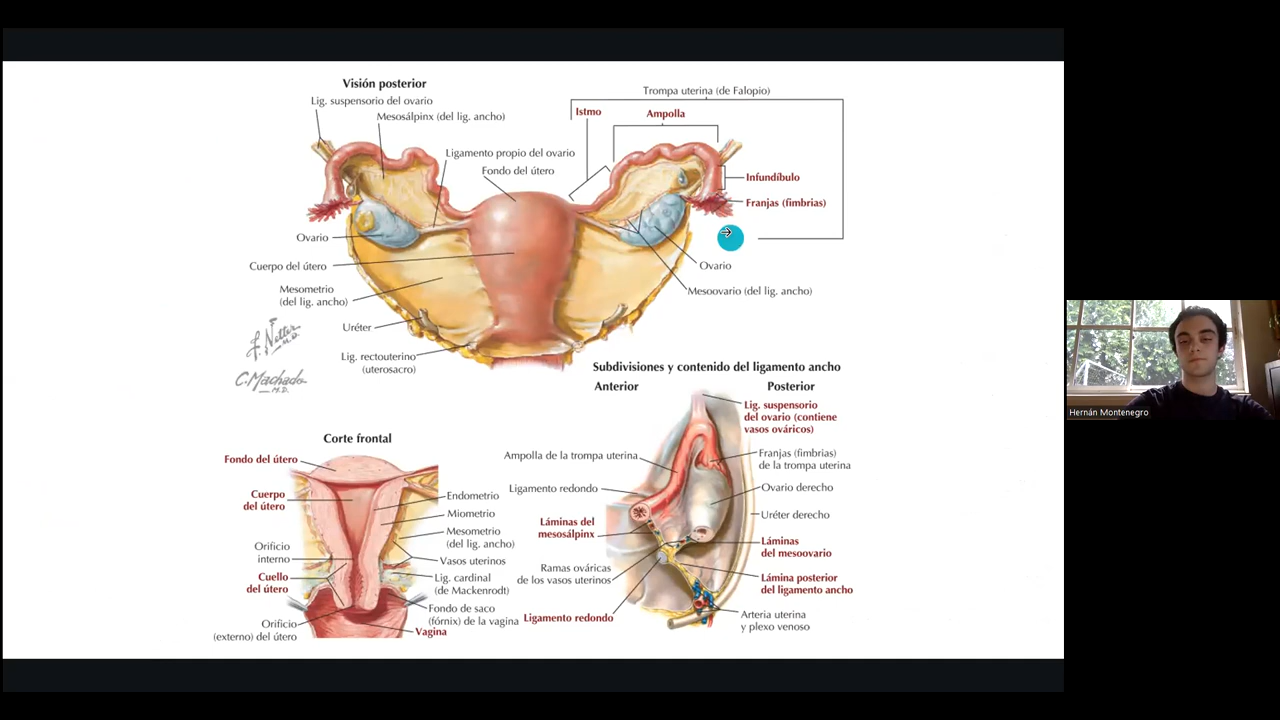 Visión posterior
Lig. suspensorio del ovario
Mesosálpinx (del lig. ancho)
Ligamento propio del ovario
Fondo del útero
Trompa uterina (de Falopio)
Istmo
Ampolla
Infundíbulo
Franjas (fimbrias)
Ovario
Cuerpo del útero
Mesometrio
(del lig. ancho)
Uréter
Lig. rectouterino
(uterosacro)
Ovario
Mesoovario (del lig. ancho)
F. Netter
M.D.
C. Machado
M.D.
Subdivisiones y contenido del ligamento ancho
Anterior
Posterior
Lig. suspensorio
del ovario (contiene
vasos ováricos)
Ampolla de la trompa uterina
Franjas (fimbrias)
de la trompa uterina
Ligamento redondo
Ovario derecho
Láminas del
mesosálpinx
Uréter derecho
Láminas
del mesoovario
Ramas ováricas
de los vasos uterinos
Lámina posterior
del ligamento ancho
Ligamento redondo
Arteria uterina
y plexo venoso
Corte frontal
Fondo del útero
Cuerpo
del útero
Endometrio
Miometrio
Mesometrio
(del lig. ancho)
Orificio
interno
Vasos uterinos
Cuello
del útero
Lig. cardinal
(de Mackenrodt)
Fondo de saco
(fórnix) de la vagina
Orificio
(externo) del útero
Vagina
Hernán Montenegro